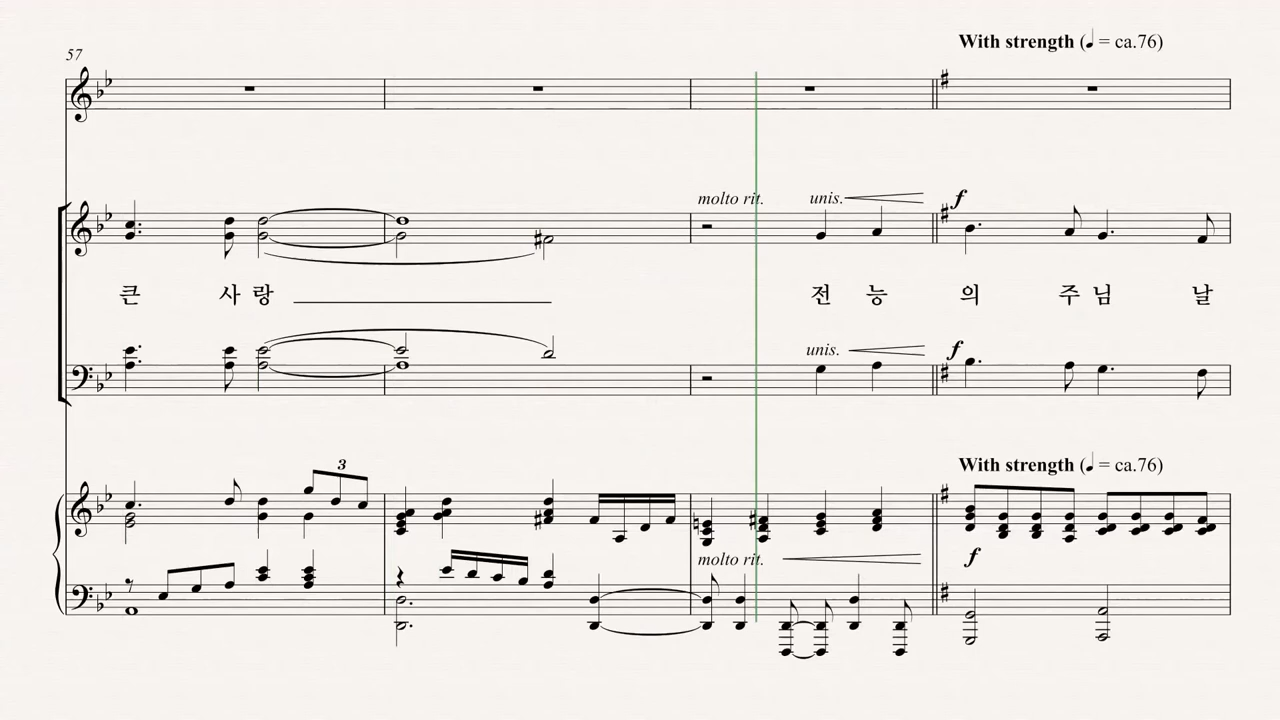 With strength (♩ = ca.76)
57
molto rit. unis. f
큰 사 랑 전 능 의 주 님 날
unis. f
With strength (♩ = ca.76)
3
molto rit. f